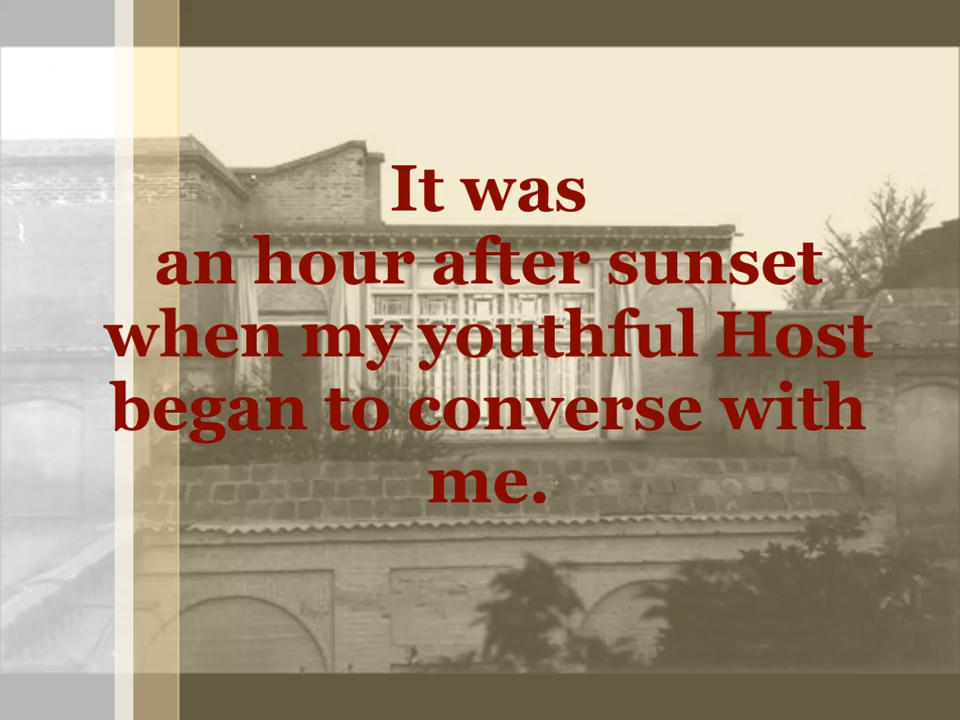 It was
an hour after sunset
when my youthful Host
began to converse with
me.